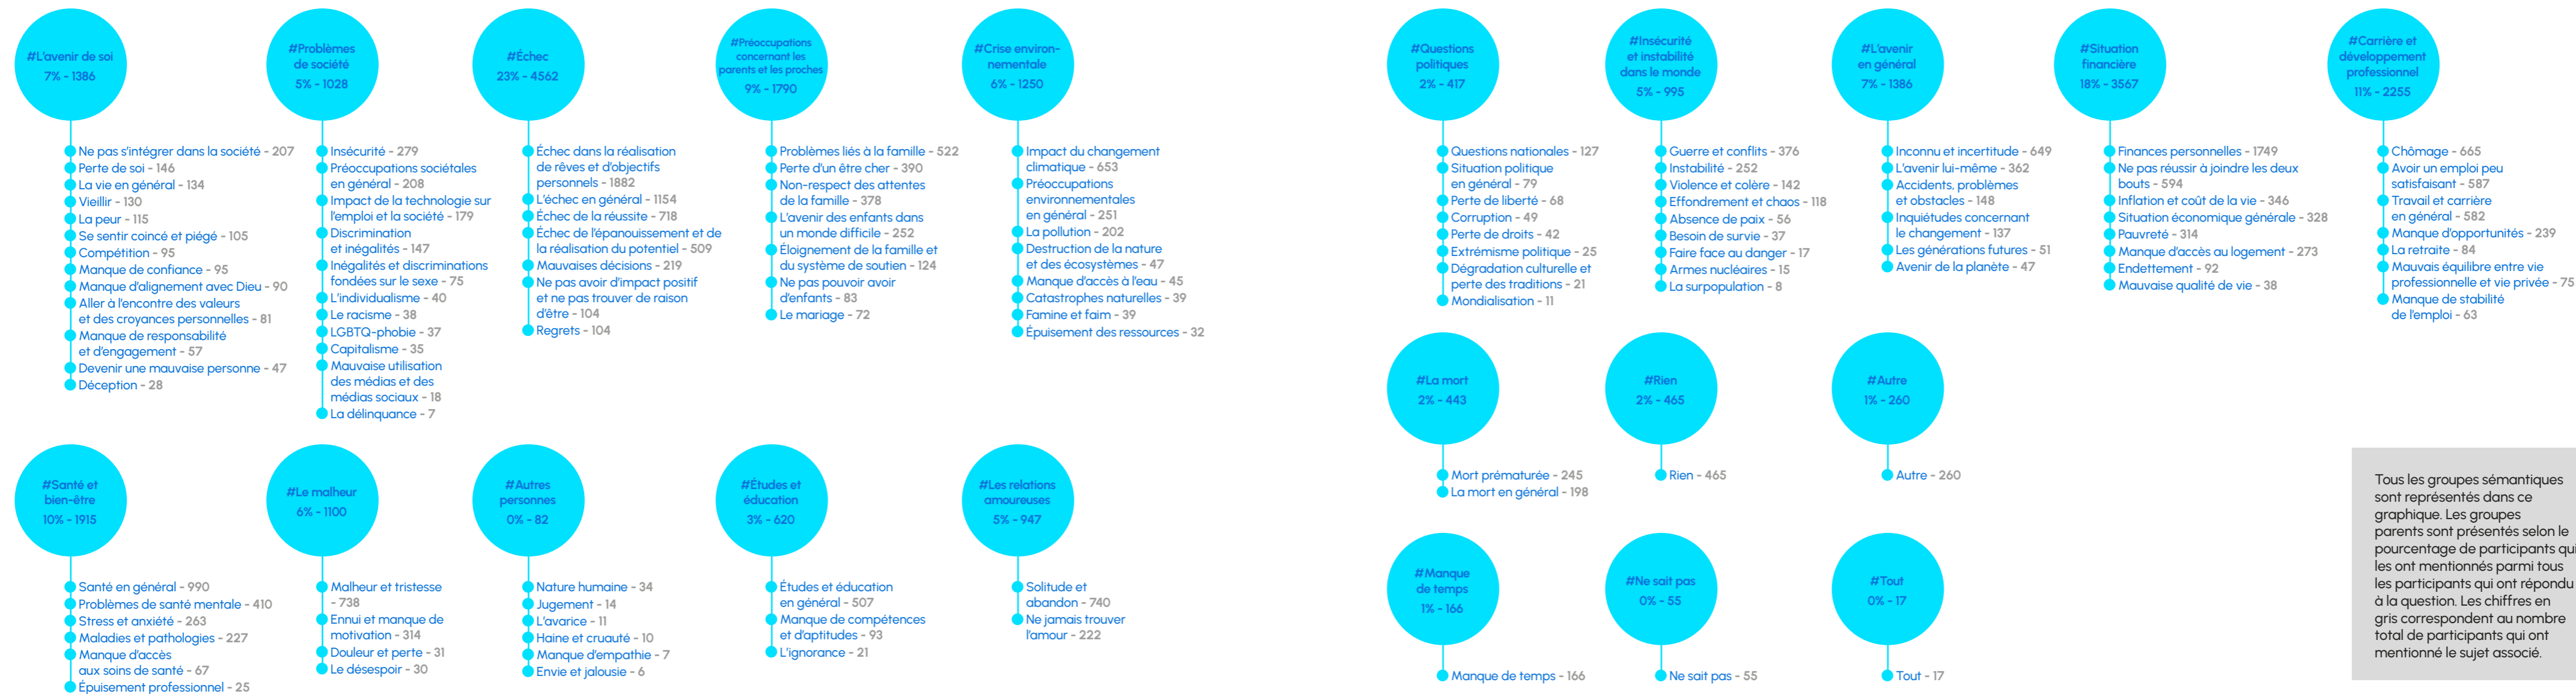 #L'avenir de soi
7% - 1386
Ne pas s'intégrer dans la société - 207
Perte de soi - 146
La vie en général - 134
Vieillir - 130
La peur - 115
Se sentir coincé et piégé - 105
Compétition - 95
Manque de confiance - 95
Manque d'alignement avec Dieu - 90
Aller à l'encontre des valeurs
et des croyances personnelles - 81
Manque de responsabilité
et d'engagement - 57
Devenir une mauvaise personne - 47
Déception - 28
#Problèmes
de société
5% - 1028
Insécurité - 279
Préoccupations sociétales
en général - 208
Impact de la technologie sur
l'emploi et la société - 179
Discrimination
et inégalités - 147
Inégalités et discriminations
fondées sur le sexe - 75
L'individualisme - 40
Le racisme - 38
LGBTQ-phobie - 37
Capitalisme - 35
Mauvaise utilisation
des médias et des
médias sociaux - 18
La délinquance - 7
#Échec
23% - 4562
Échec dans la réalisation
de rêves et d'objectifs
personnels - 1882
L'échec en général - 1154
Échec de la réussite - 718
Échec de l'épanouissement et de
la réalisation du potentiel - 509
Mauvaises décisions - 219
Ne pas avoir d'impact positif
et ne pas trouver de raison
d'être - 104
Regrets - 104
#Préoccupations
concernant les
parents et les proches
9% - 1790
Problèmes liés à la famille - 522
Perte d'un être cher - 390
Non-respect des attentes
de la famille - 378
L'avenir des enfants dans
un monde difficile - 252
Éloignement de la famille et
du système de soutien - 124
Ne pas pouvoir avoir
d'enfants - 83
Le mariage - 72
#Crise environ-
nementale
6% - 1250
Impact du changement
climatique - 653
Préoccupations
environnementales
en général - 251
La pollution - 202
Destruction de la nature
et des écosystèmes - 47
Manque d'accès à l'eau - 45
Catastrophes naturelles - 39
Famine et faim - 39
Épuisement des ressources - 32
#Questions
politiques
2% - 417
Questions nationales - 127
Situation politique
en général - 79
Perte de liberté - 68
Corruption - 49
Perte de droits - 42
Extrémisme politique - 25
Dégradation culturelle et
perte des traditions - 21
Mondialisation - 11
#Insécurité
et instabilité
dans le monde
5% - 995
Guerre et conflits - 376
Instabilité - 252
Violence et colère - 142
Effondrement et chaos - 118
Absence de paix - 56
Besoin de survie - 37
Faire face au danger - 17
Armes nucléaires - 15
La surpopulation - 8
#L'avenir
en général
7% - 1386
Inconnu et incertitude - 649
L'avenir lui-même - 362
Accidents, problèmes
et obstacles - 148
Inquiétudes concernant
le changement - 137
Les générations futures - 51
Avenir de la planète - 47
#Situation
financière
18% - 3567
Finances personnelles - 1749
Ne pas réussir à joindre les deux
bouts - 594
Inflation et coût de la vie - 346
Situation économique générale - 328
Pauvreté - 314
Manque d'accès au logement - 273
Endettement - 92
Mauvaise qualité de vie - 38
#Carrière et
développement
professionnel
11% - 2255
Chômage - 665
Avoir un emploi peu
satisfaisant - 587
Travail et carrière
en général - 582
Manque d'opportunités - 239
La retraite - 84
Mauvais équilibre entre vie
professionnelle et vie privée - 75
Manque de stabilité
de l'emploi - 63
#La mort
2% - 443
Mort prématurée - 245
La mort en général - 198
#Rien
2% - 465
Rien - 465
#Autre
1% - 260
Autre - 260
#Santé et
bien-être
10% - 1915
Santé en général - 990
Problèmes de santé mentale - 410
Stress et anxiété - 263
Maladies et pathologies - 227
Manque d'accès
aux soins de santé - 67
Épuisement professionnel - 25
#Le malheur
6% - 1100
Malheur et tristesse
- 738
Ennui et manque de
motivation - 314
Douleur et perte - 31
Le désespoir - 30
#Autres
personnes
0% - 82
Nature humaine - 34
Jugement - 14
L'avarice - 11
Haine et cruauté - 10
Manque d'empathie - 7
Envie et jalousie - 6
#Études et
éducation
3% - 620
Études et éducation
en général - 507
Manque de compétences
et d'aptitudes - 93
L'ignorance - 21
#Les relations
amoureuses
5% - 947
Solitude et
abandon - 740
Ne jamais trouver
l'amour - 222
#Manque
de temps
1% - 166
Manque de temps - 166
#Ne sait pas
0% - 55
Ne sait pas - 55
#Tout
0% - 17
Tout - 17
Tous les groupes sémantiques
sont représentés dans ce
graphique. Les groupes
parents sont présentés selon le
pourcentage de participants qui
les ont mentionnés parmi tous
les participants qui ont répondu
à la question. Les chiffres en
gris correspondent au nombre
total de participants qui ont
mentionné le sujet associé.